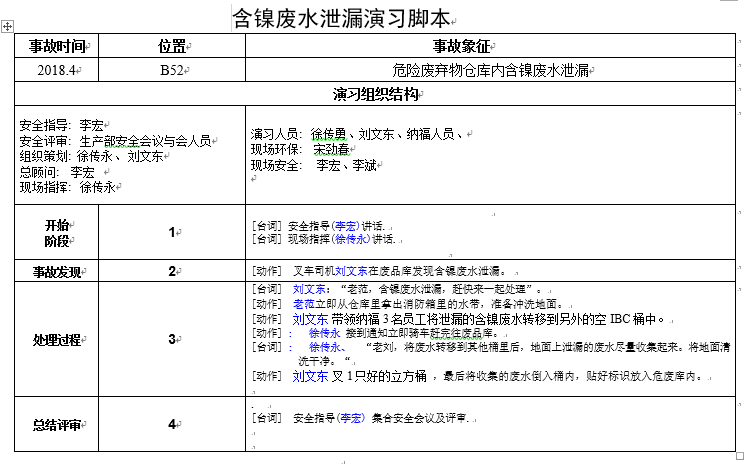 含镍废水泄漏演习脚本
事故时间 位置 事故象征
2018.4 B52 危险废弃物仓库内含镍废水泄漏
演习组织结构
安全指导：李宏
安全评审：生产部安全会议与会人员
组织策划：徐传永、刘文东
总顾问：李宏
现场指挥：徐传永
演习人员：徐传勇、刘文东、纳福人员、
现场环保：宋劲春
现场安全：李宏、李斌
开始
阶段
1
[台词] 安全指导(李宏)讲话.
[台词] 现场指挥(徐传永)讲话.
事故发现 2 [动作] 叉车司机刘文东在废品库发现含镍废水泄漏。
处理过程 3
[台词] 刘文东：“老范，含镍废水泄漏，赶快来一起处理”。
[动作] 老范立即从仓库里拿出消防箱里的水带，准备冲洗地面。
[动作] 刘文东 带领纳福 3 名员工将泄漏的含镍废水转移到另外的空 IBC 桶中。
[动作]： 徐传永 接到通知立即骑车赶完往废品库。
[台词]： 徐传永、 “老刘，将废水转移到其他桶里后，地面上泄漏的废水尽量收集起来。将地面清
洗干净。“
[动作] 刘文东 叉 1 只好的立方桶 ，最后将收集的废水倒入桶内，贴好标识放入危废库内。
总结评审 4
[台词] 安全指导(李宏) 集合安全会议及评审.